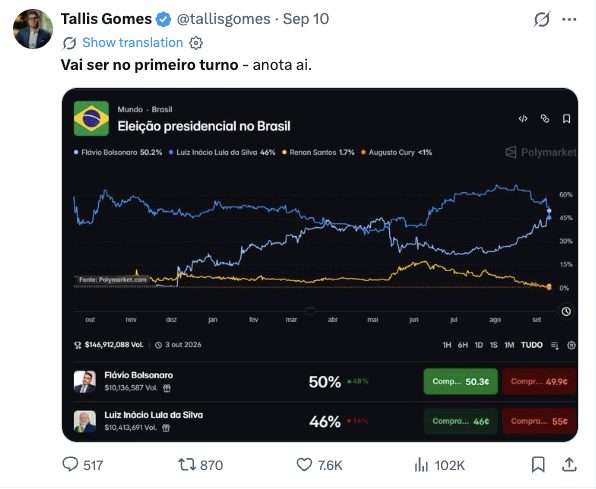 Tallis Gomes @tallisgomes · Sep 10
Show translation
Vai ser no primeiro turno - anota ai.
Mundo · Brasil
Eleição presidencial no Brasil
Flávio Bolsonaro 50.2% Luiz Inácio Lula da Silva 46% Renan Santos 1.7% Augusto Cury <1%
Polymarket
60%
45%
30%
15%
0%
Fonte: Polymarket.com
out nov dez jan fev mar abr mai jun jul ago set
$146,912,088 Vol. 3 out 2026
1H 6H 1D 1S 1M TUDO
Flávio Bolsonaro
$10,136,587 Vol.
50% ▲48%
Comp... 50.3¢
Compr... 49.9¢
Luiz Inácio Lula da Silva
$10,413,691 Vol.
46%
Compra... 46¢
Compra... 55¢
517 870 7.6K 102K